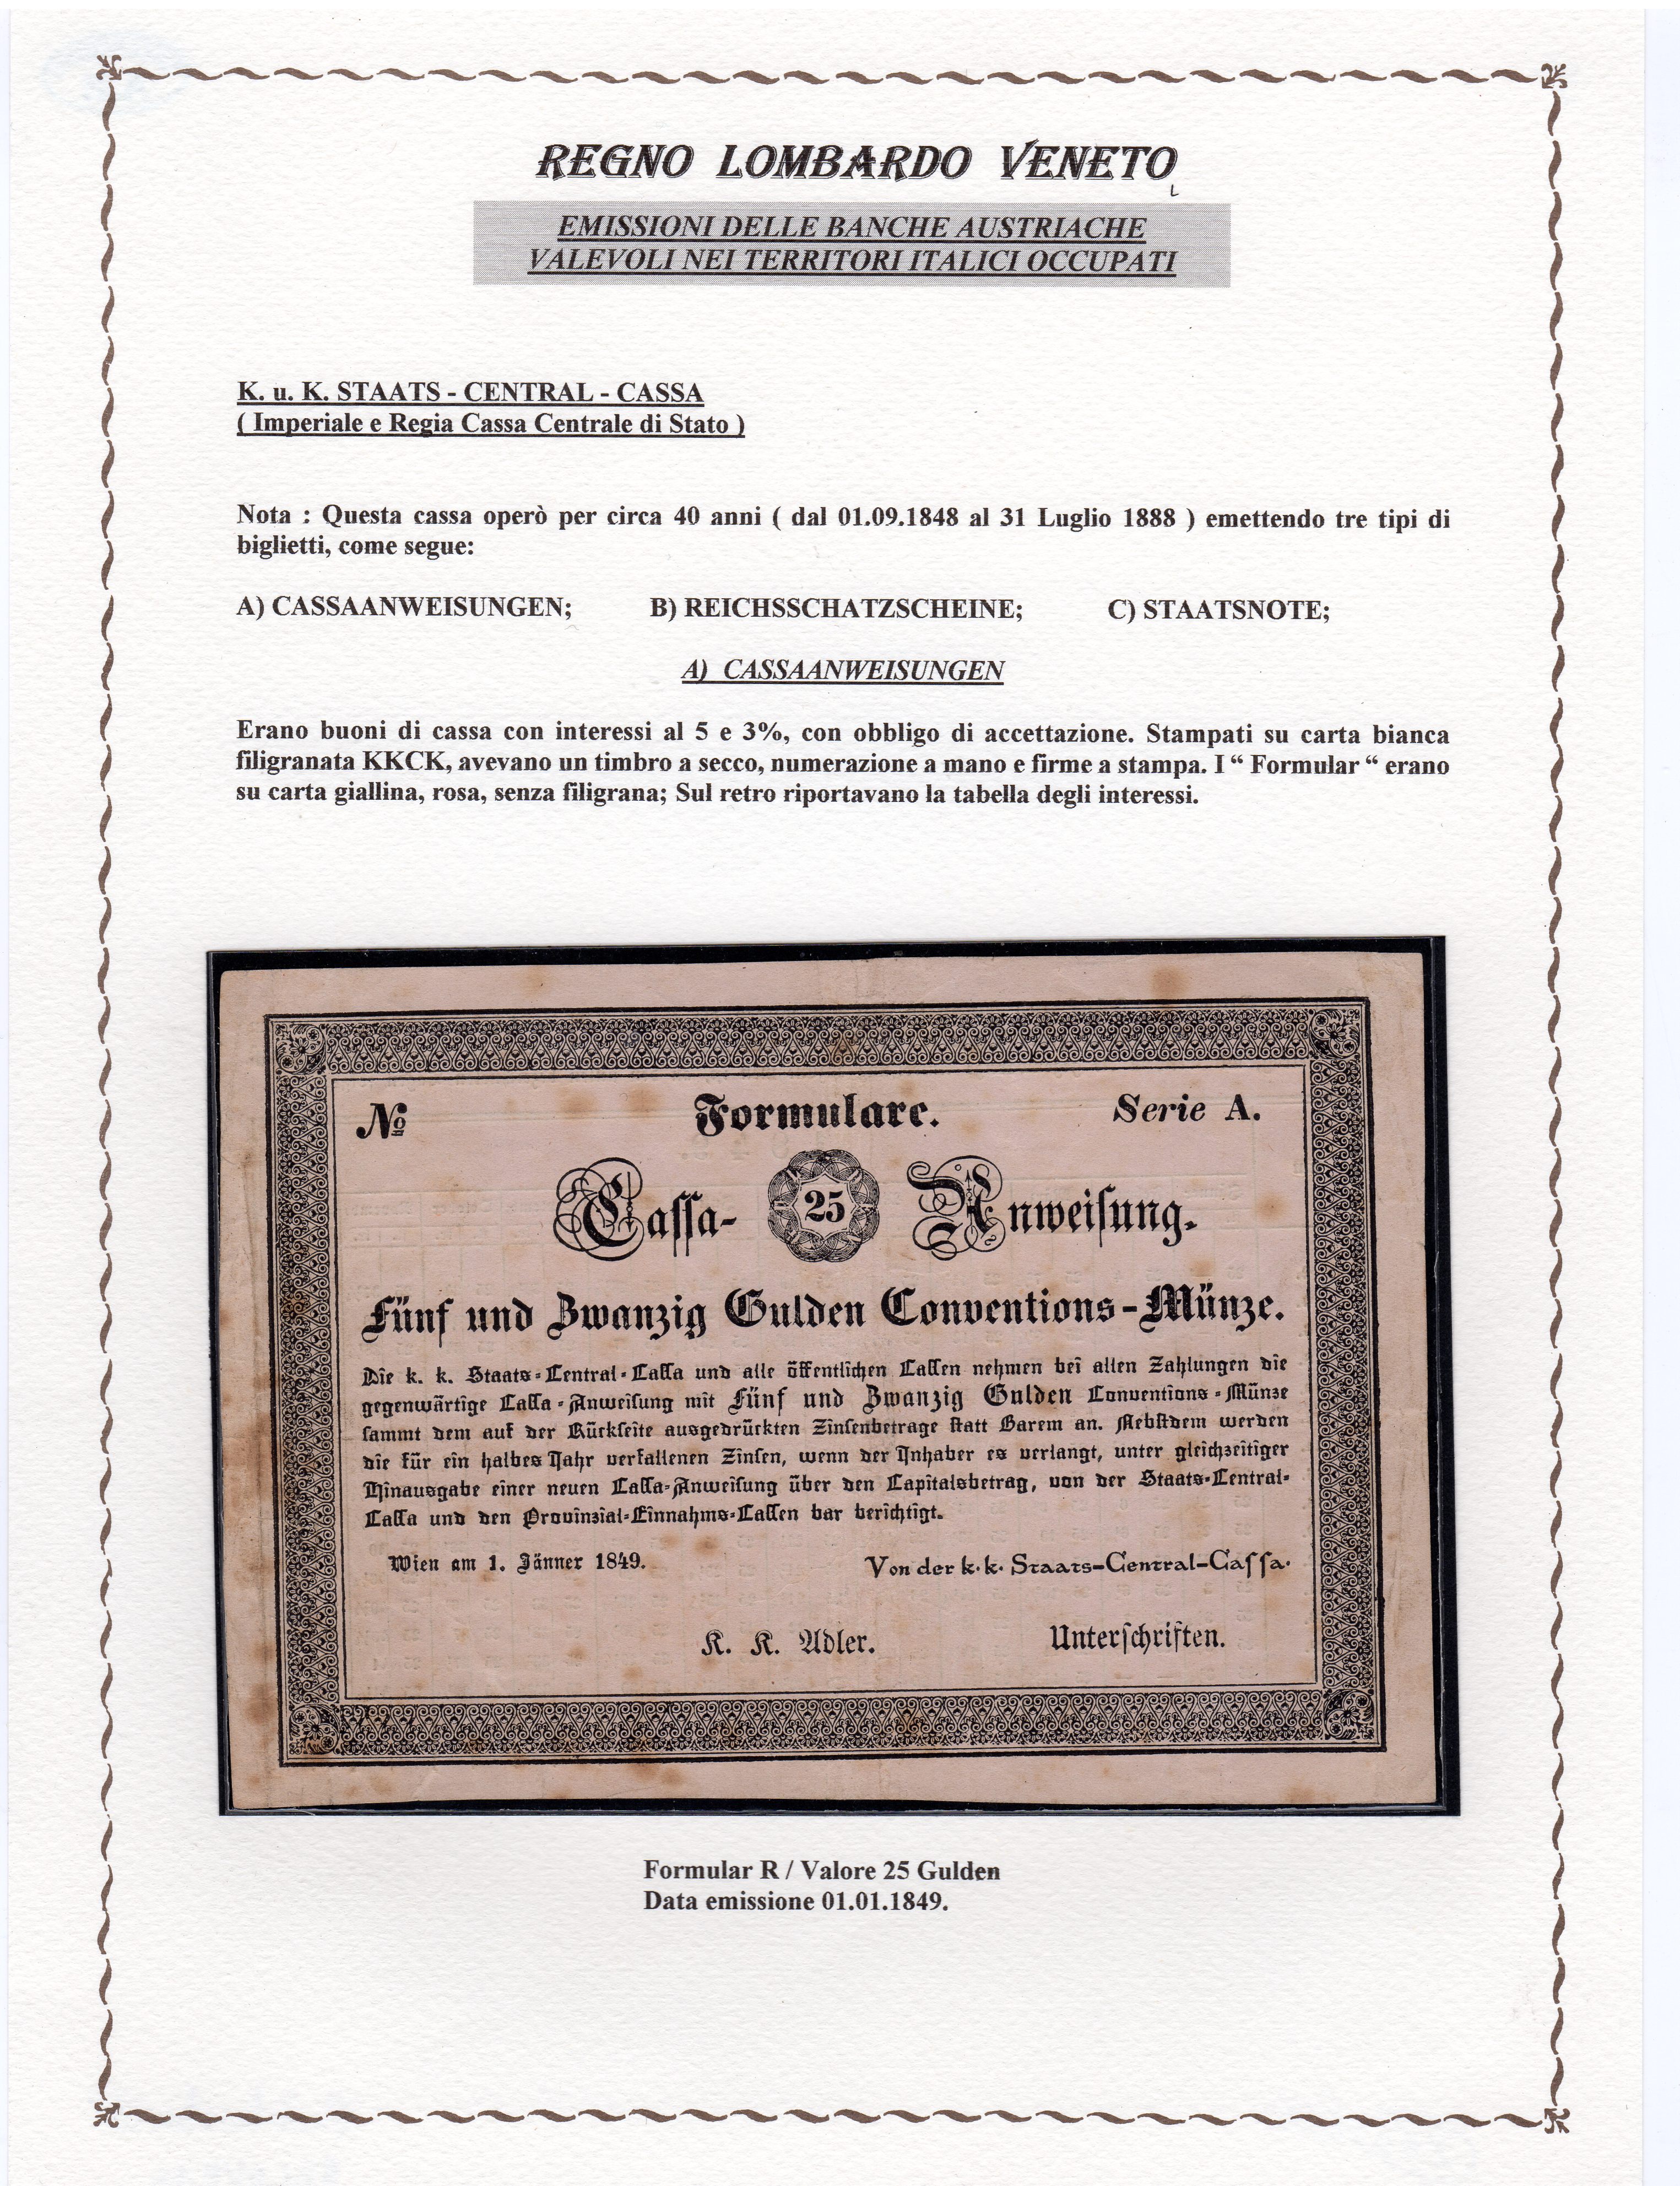 REGNO LOMBARDO VENETO
EMISSIONI DELLE BANCHE AUSTRIACHE
VALEVOLI NEI TERRITORI ITALICI OCCUPATI
K. u. K. STAATS - CENTRAL - CASSA
( Imperiale e Regia Cassa Centrale di Stato )
Nota : Questa cassa operò per circa 40 anni ( dal 01.09.1848 al 31 Luglio 1888 ) emettendo tre tipi di
biglietti, come segue:
A) CASSAANWEISUNGEN; B) REICHSSCHATZSCHEINE; C) STAATSNOTE;
A) CASSAANWEISUNGEN
Erano buoni di cassa con interessi al 5 e 3%, con obbligo di accettazione. Stampati su carta bianca
filigranata KKCK, avevano un timbro a secco, numerazione a mano e firme a stampa. I “ Formular “ erano
su carta giallina, rosa, senza filigrana; Sul retro riportavano la tabella degli interessi.
No Formulare. Serie A.
Caſſa- 25 Anweiſung.
Fünf und Zwanzig Gulden Conventions-Münze.
Die k. k. Staats-Central-Caſſa und alle öffentlichen Caſſen nehmen bei allen Zahlungen die
gegenwärtige Caſſa-Anweiſung mit Fünf und Zwanzig Gulden Conventions-Münze
ſammt dem auf der Rückſeite ausgedrückten Zinſenbetrage ſtatt Barem an. Nebſtdem werden
die für ein halbes Jahr verfallenen Zinſen, wenn der Inhaber es verlangt, unter gleichzeitiger
Hinausgabe einer neuen Caſſa-Anweiſung über den Capitalsbetrag, von der Staats-Central-
Caſſa und den Provinzial-Einnahms-Caſſen bar berichtigt.
Wien am 1. Jänner 1849. Von der k. k. Staats-Central-Caſſa.
K. K. Adler. Unterſchriften.
Formular R / Valore 25 Gulden
Data emissione 01.01.1849.